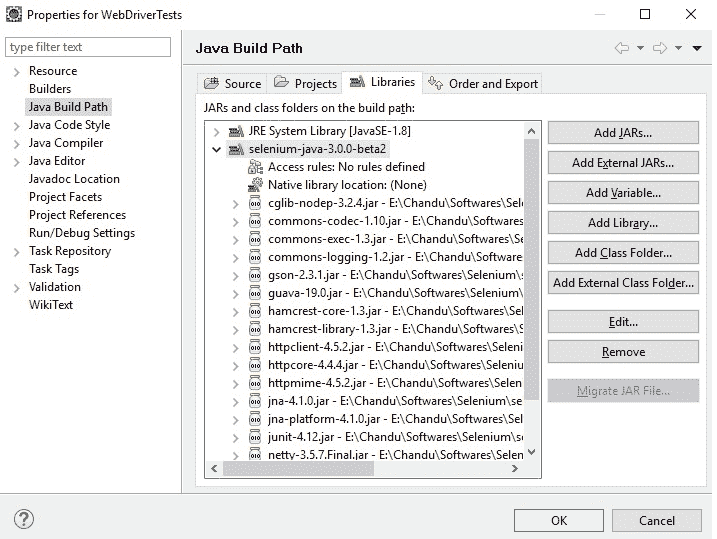 Properties for WebDriverTests
type filter text
Resource
Builders
Java Build Path
Java Code Style
Java Compiler
Java Editor
Javadoc Location
Project Facets
Project References
Run/Debug Settings
Task Repository
Task Tags
Validation
WikiText
Java Build Path
Source
Projects
Libraries
Order and Export
JARs and class folders on the build path:
JRE System Library [JavaSE-1.8]
selenium-java-3.0.0-beta2
Access rules: No rules defined
Native library location: (None)
cglib-nodep-3.2.4.jar - E:\Chandu\Softwares\Sele
commons-codec-1.10.jar - E:\Chandu\Softwares\
commons-exec-1.3.jar - E:\Chandu\Softwares\Se
commons-logging-1.2.jar - E:\Chandu\Software
gson-2.3.1.jar - E:\Chandu\Softwares\Selenium\s
guava-19.0.jar - E:\Chandu\Softwares\Selenium\
hamcrest-core-1.3.jar - E:\Chandu\Softwares\Se
hamcrest-library-1.3.jar - E:\Chandu\Softwares\
httpclient-4.5.2.jar - E:\Chandu\Softwares\Selen
httpcore-4.4.4.jar - E:\Chandu\Softwares\Seleni
httpmime-4.5.2.jar - E:\Chandu\Softwares\Selen
jna-4.1.0.jar - E:\Chandu\Softwares\Selenium\se
jna-platform-4.1.0.jar - E:\Chandu\Softwares\Se
junit-4.12.jar - E:\Chandu\Softwares\Selenium\se
netty-3.5.7.Final.jar - E:\Chandu\Softwares\Seler
Add JARs...
Add External JARs...
Add Variable...
Add Library...
Add Class Folder...
Add External Class Folder...
Edit...
Remove
Migrate JAR File...
?
OK
Cancel